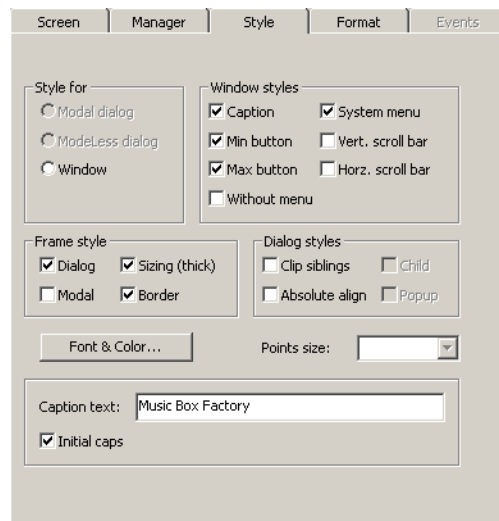 Screen Manager Style Format Events
Style for
Modal dialog
ModeLess dialog
Window
Window styles
Caption System menu
Min button Vert. scroll bar
Max button Horz. scroll bar
Without menu
Frame style
Dialog Sizing (thick)
Modal Border
Dialog styles
Clip siblings Child
Absolute align Popup
Font & Color... Points size:
Caption text: Music Box Factory
Initial caps